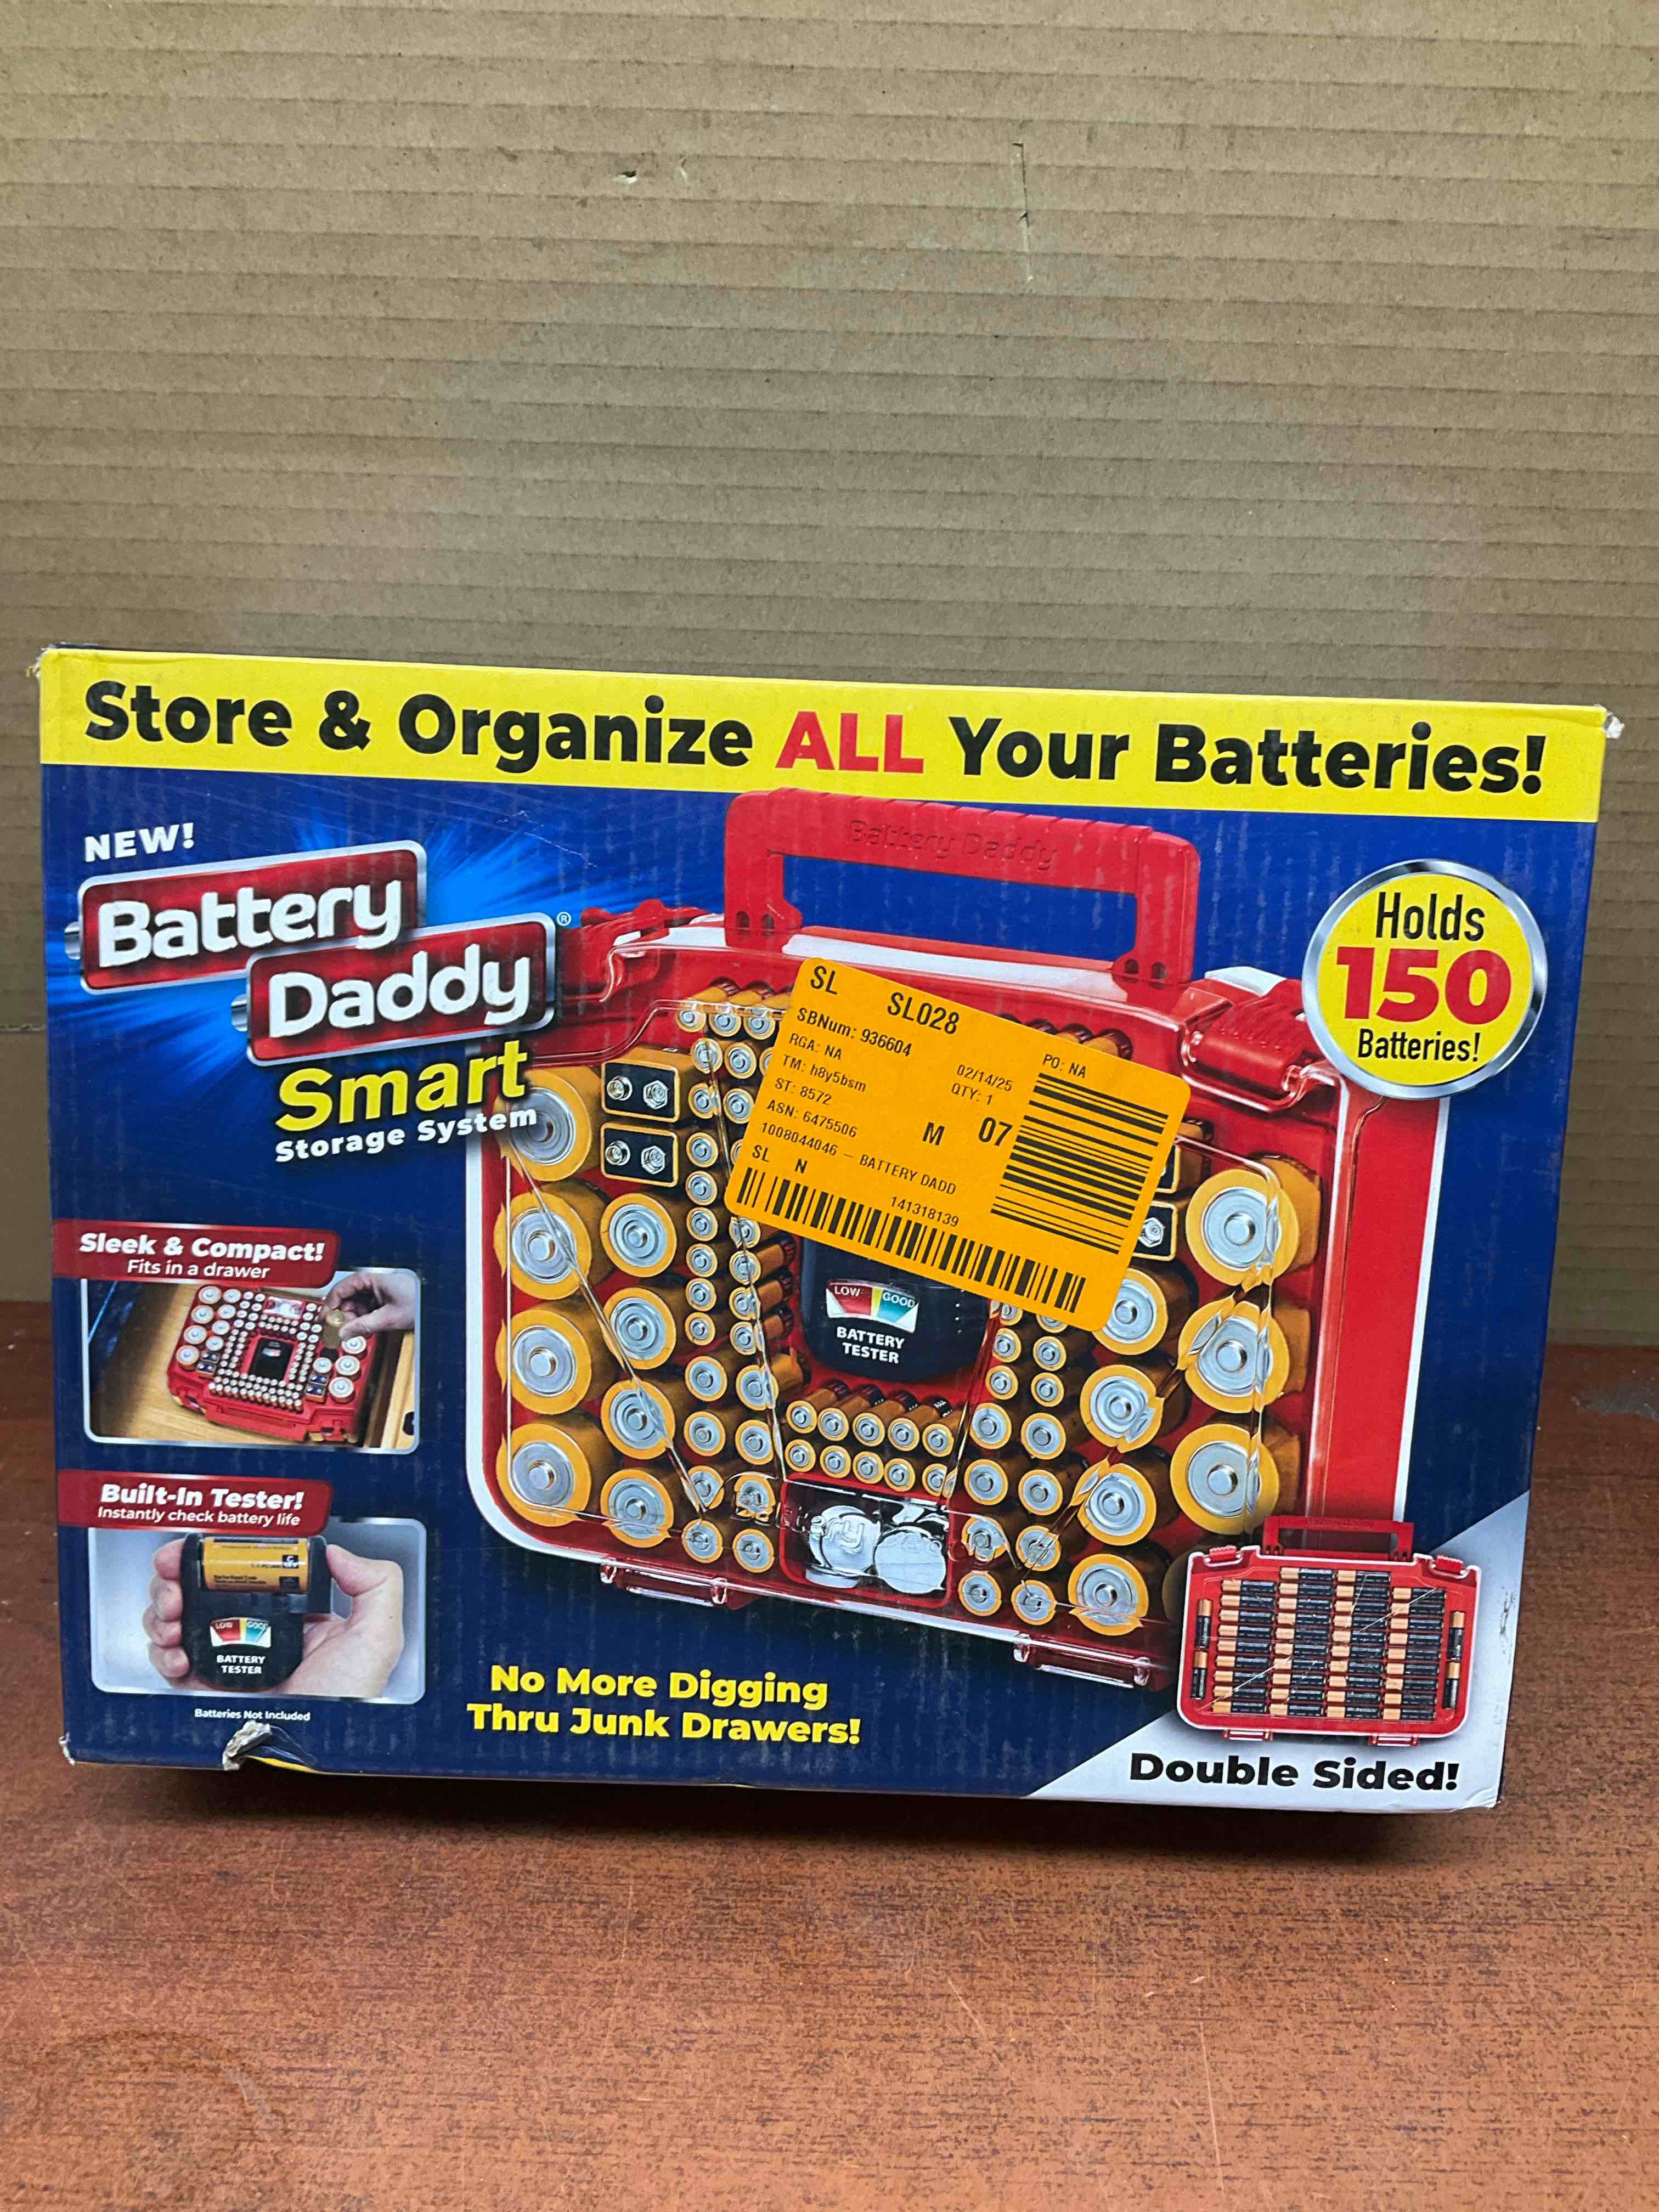 Store & Organize ALL Your Batteries!
NEW!
Battery
Daddy®
Smart
Storage System
Battery Daddy
Holds
150
Batteries!
SL
SL028
SBNum: 936604
RGA: NA
TM: h8y5bsm
ST: 8572
ASN: 6475506
1008044046 — BATTERY DADD
SL N
02/14/25
QTY: 1
PO: NA
M 07
141318139
Sleek & Compact!
Fits in a drawer
LOW GOOD
BATTERY
TESTER
Built-In Tester!
Instantly check battery life
LOW GOOD
BATTERY
TESTER
Batteries Not Included
No More Digging
Thru Junk Drawers!
Double Sided!